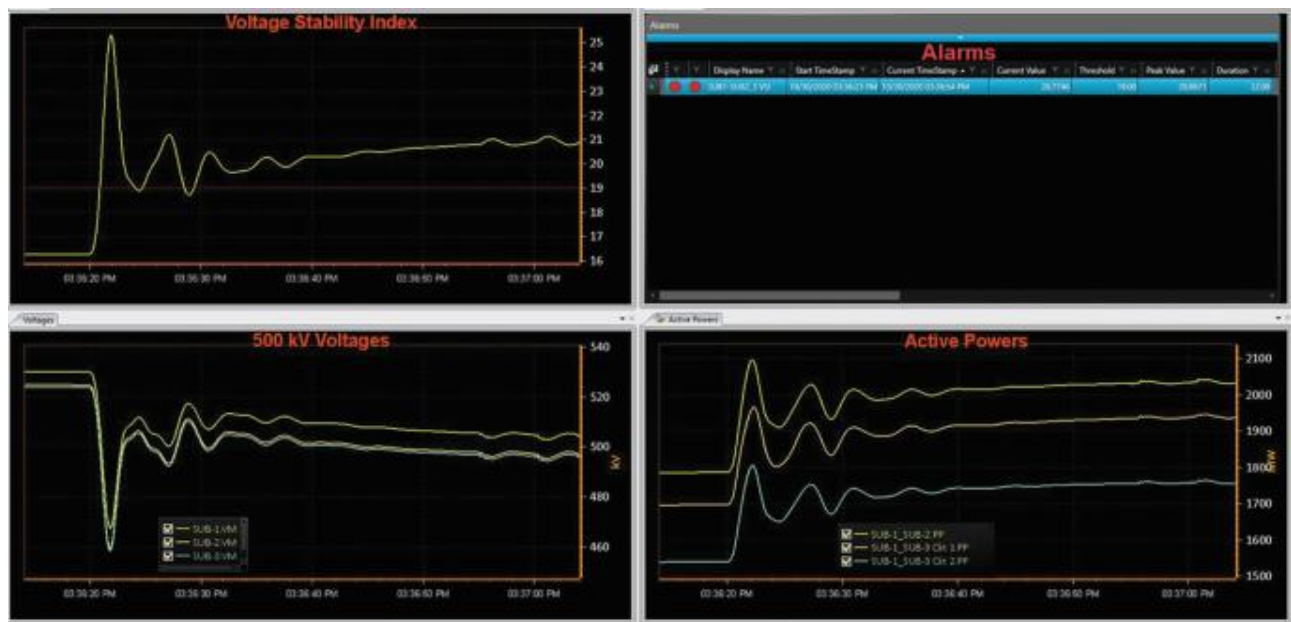 Voltage Stability Index
25
24
23
22
21
20
19
18
17
16
03:36:20 PM 03:36:30 PM 03:36:40 PM 03:36:50 PM 03:37:00 PM
Alarms
Alarms
Display Name Start TimeStamp Current TimeStamp Current Value Threshold Peak Value Duration
Voltages
500 kV Voltages
540
520
500
480
460
kV
SUB-1.VM
SUB-2.VM
SUB-3.VM
03:36:20 PM 03:36:30 PM 03:36:40 PM 03:36:50 PM 03:37:00 PM
Active Powers
Active Powers
2100
2000
1900
1800
1700
1600
1500
MW
SUB-1_SUB-2.PP
SUB-1_SUB-3 Ckt 1.PP
SUB-1_SUB-3 Ckt 2.PP
03:36:20 PM 03:36:30 PM 03:36:40 PM 03:36:50 PM 03:37:00 PM